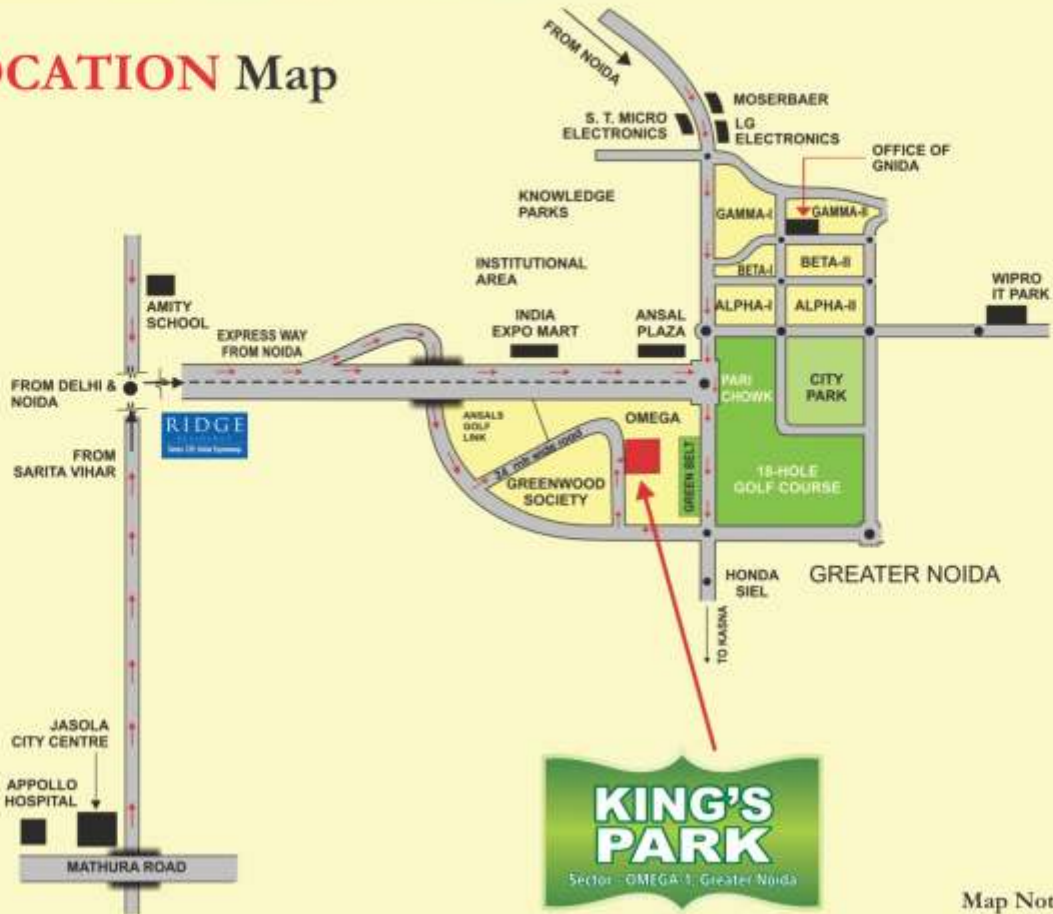 OCATION Map
FROM NOIDA
MOSERBAER
S. T. MICRO
ELECTRONICS
LG
ELECTRONICS
OFFICE OF
GNIDA
KNOWLEDGE
PARKS
GAMMA-I
GAMMA-II
INSTITUTIONAL
AREA
BETA-I
BETA-II
WIPRO
IT PARK
AMITY
SCHOOL
INDIA
EXPO MART
ANSAL
PLAZA
ALPHA-I
ALPHA-II
EXPRESS WAY
FROM NOIDA
FROM DELHI &
NOIDA
PARI
CHOWK
CITY
PARK
RIDGE
ANSALS
GOLF
LINK
OMEGA
FROM
SARITA VIHAR
24 mtr wide road
GREENWOOD
SOCIETY
GREEN BELT
18-HOLE
GOLF COURSE
HONDA
SIEL
GREATER NOIDA
TO KASNA
JASOLA
CITY CENTRE
APPOLLO
HOSPITAL
MATHURA ROAD
KING'S
PARK
Sector - OMEGA-1, Greater Noida
Map Not